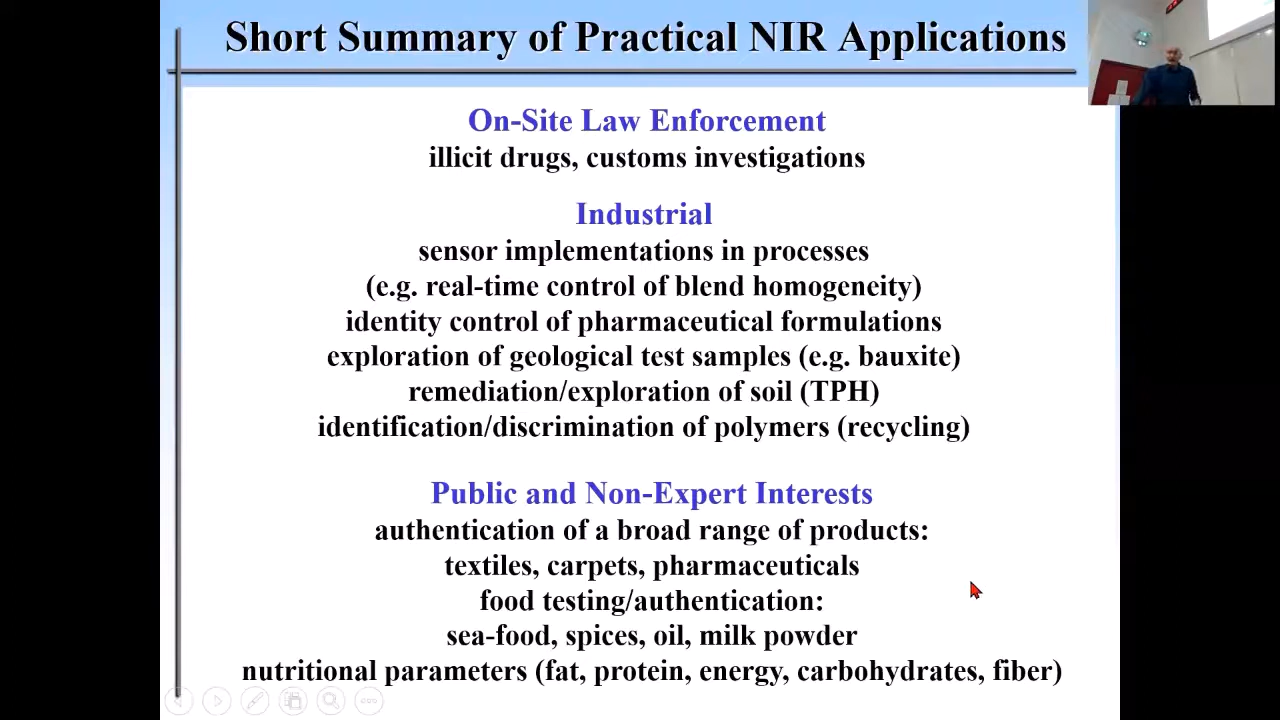 Short Summary of Practical NIR Applications
On-Site Law Enforcement
illicit drugs, customs investigations
Industrial
sensor implementations in processes
(e.g. real-time control of blend homogeneity)
identity control of pharmaceutical formulations
exploration of geological test samples (e.g. bauxite)
remediation/exploration of soil (TPH)
identification/discrimination of polymers (recycling)
Public and Non-Expert Interests
authentication of a broad range of products:
textiles, carpets, pharmaceuticals
food testing/authentication:
sea-food, spices, oil, milk powder
nutritional parameters (fat, protein, energy, carbohydrates, fiber)